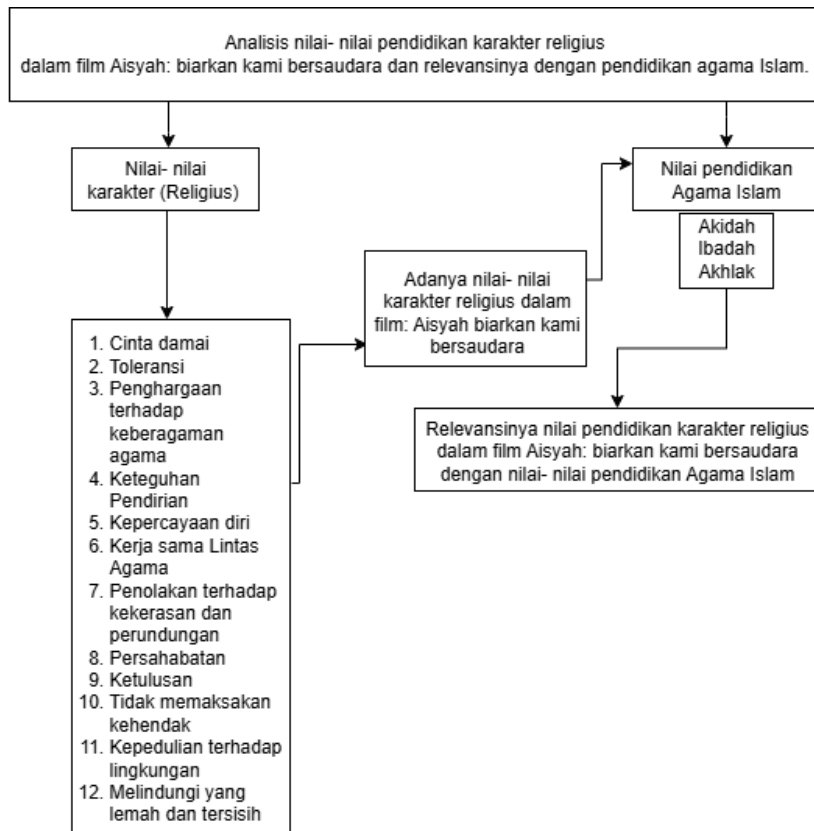 Analisis nilai- nilai pendidikan karakter religius
dalam film Aisyah: biarkan kami bersaudara dan relevansinya dengan pendidikan agama Islam.
Nilai- nilai
karakter (Religius)
1. Cinta damai
2. Toleransi
3. Penghargaan
terhadap
keberagaman
agama
4. Keteguhan
Pendirian
5. Kepercayaan diri
6. Kerja sama Lintas
Agama
7. Penolakan terhadap
kekerasan dan
perundungan
8. Persahabatan
9. Ketulusan
10. Tidak memaksakan
kehendak
11. Kepedulian terhadap
lingkungan
12. Melindungi yang
lemah dan tersisih
Adanya nilai- nilai
karakter religius dalam
film: Aisyah biarkan kami
bersaudara
Nilai pendidikan
Agama Islam
Akidah
Ibadah
Akhlak
Relevansinya nilai pendidikan karakter religius
dalam film Aisyah: biarkan kami bersaudara
dengan nilai- nilai pendidikan Agama Islam